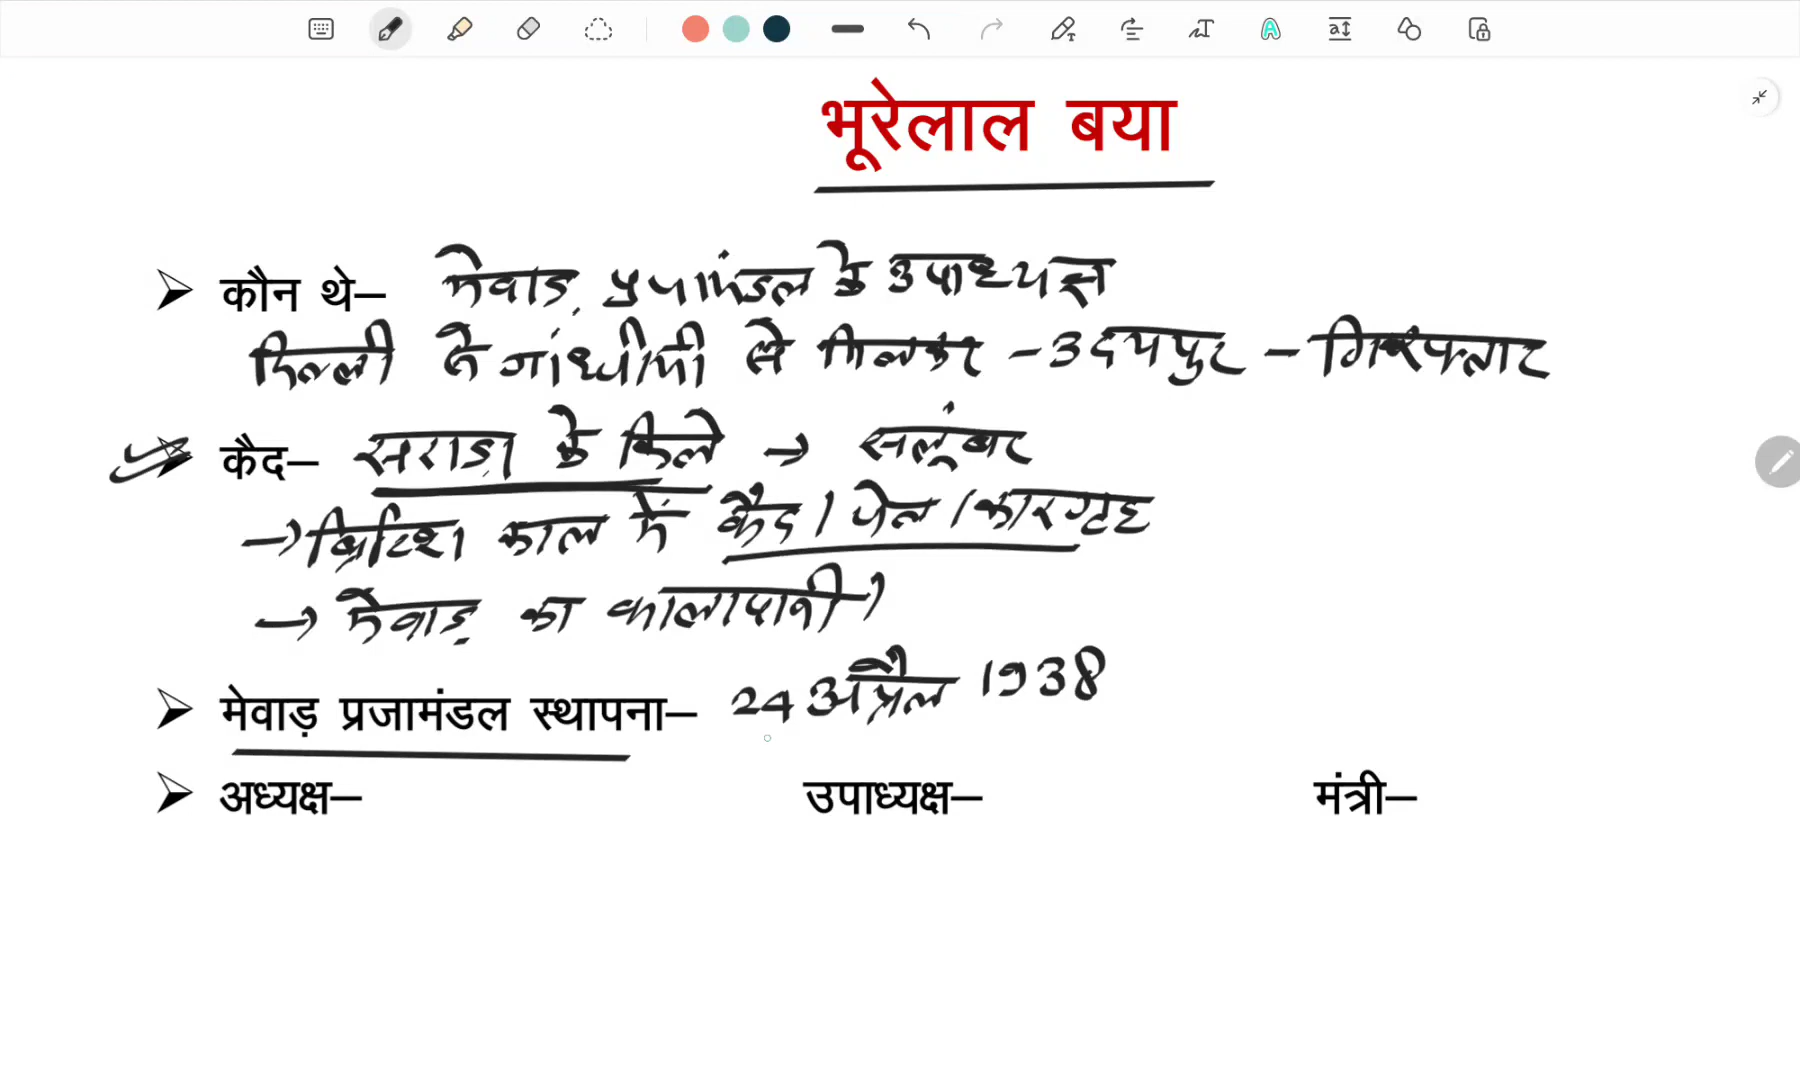 भूरेलाल बया
कौन थे– मेवाड़ प्रजामंडल के उपाध्यक्ष
दिल्ली में गांधीजी से मिलकर – उदयपुर – गिरफ्तार
कैद– सराड़ा के किले → सलूंबर
→ ब्रिटिश काल में कैद / जेल / कारगृह
→ मेवाड़ का कालापानी।
मेवाड़ प्रजामंडल स्थापना– 24 अप्रैल 1938
अध्यक्ष– उपाध्यक्ष– मंत्री–